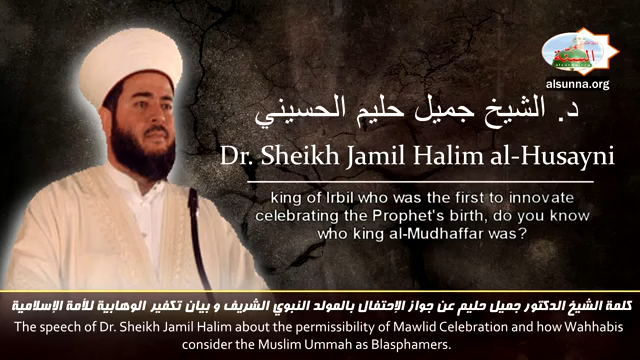 السنة
alsunna.org
د. الشيخ جميل حليم الحسيني
Dr. Sheikh Jamil Halim al-Husayni
king of Irbil who was the first to innovate
celebrating the Prophet's birth, do you know
who king al-Mudhaffar was?
كلمة الشيخ الدكتور جميل حليم عن جواز الإحتفال بالمولد النبوي الشريف و بيان تكفير الوهابية للأمة الإسلامية
The speech of Dr. Sheikh Jamil Halim about the permissibility of Mawlid Celebration and how Wahhabis
consider the Muslim Ummah as Blasphamers.